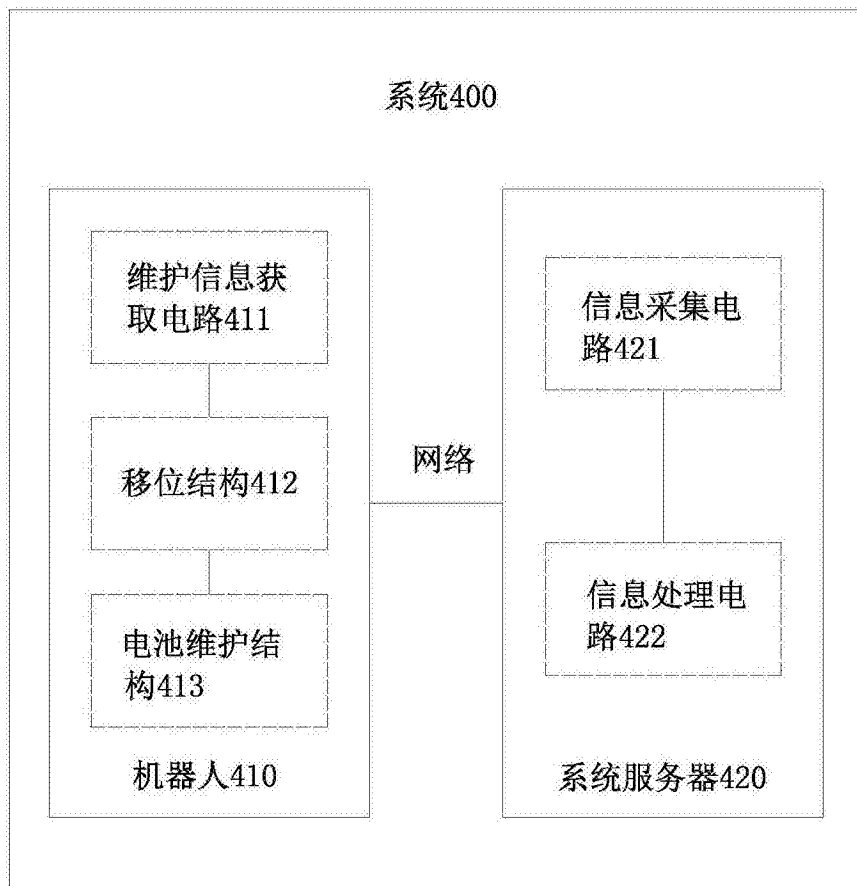 系统400
维护信息获
取电路411
移位结构412
电池维护结
构413
机器人410
网络
信息采集电
路421
信息处理电
路422
系统服务器420